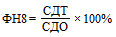 ФН8 = СДТ / СДО × 100%